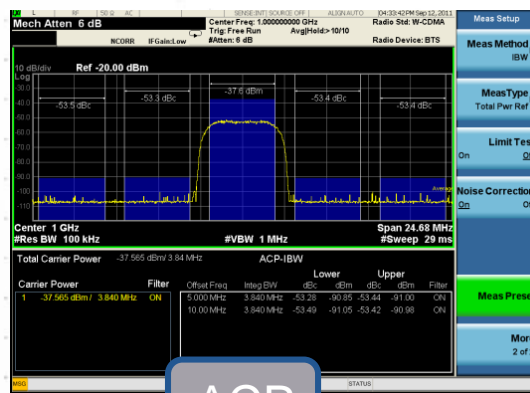 L RF 50 Ω AC SENSE:INT SOURCE OFF ALIGN AUTO 04:33:42 PM Sep 12, 2011 Meas Setup
Mech Atten 6 dB Center Freq: 1.000000000 GHz Radio Std: W-CDMA
Trig: Free Run Avg|Hold:>10/10
NCORR IFGain:Low #Atten: 6 dB Radio Device: BTS
Meas Method
IBW
10 dB/div Ref -20.00 dBm
Log
-30.0
-40.0
-50.0
-60.0
-70.0
-80.0
-90.0
-100
-110
-53.5 dBc -53.3 dBc -37.6 dBm -53.4 dBc -53.4 dBc
Average
MeasType
Total Pwr Ref
Limit Tes
On
Noise Correction
On
Center 1 GHz Span 24.68 MHz
#Res BW 100 kHz #VBW 1 MHz #Sweep 29 ms
Total Carrier Power -37.565 dBm/ 3.84 MHz ACP-IBW
Lower Upper
Carrier Power Filter Offset Freq Integ BW dBc dBm dBc dBm Filter
1 -37.565 dBm / 3.840 MHz ON 5.000 MHz 3.840 MHz -53.28 -90.85 -53.44 -91.00 ON
10.00 MHz 3.840 MHz -53.49 -91.05 -53.42 -90.98 ON
Meas Prese
Mor
2 of
MSG STATUS
ACP